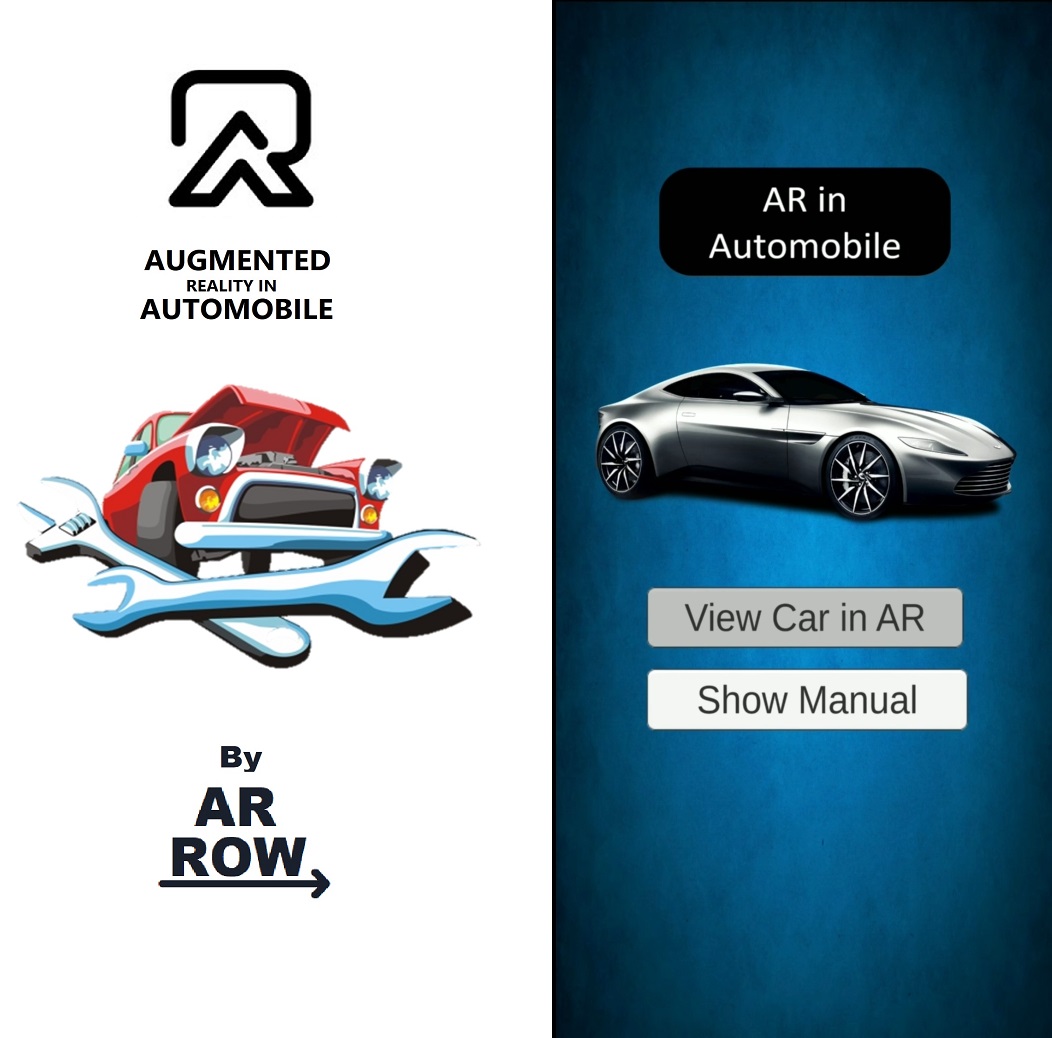 AUGMENTED
REALITY IN
AUTOMOBILE
By
AR
ROW
AR in
Automobile
View Car in AR
Show Manual